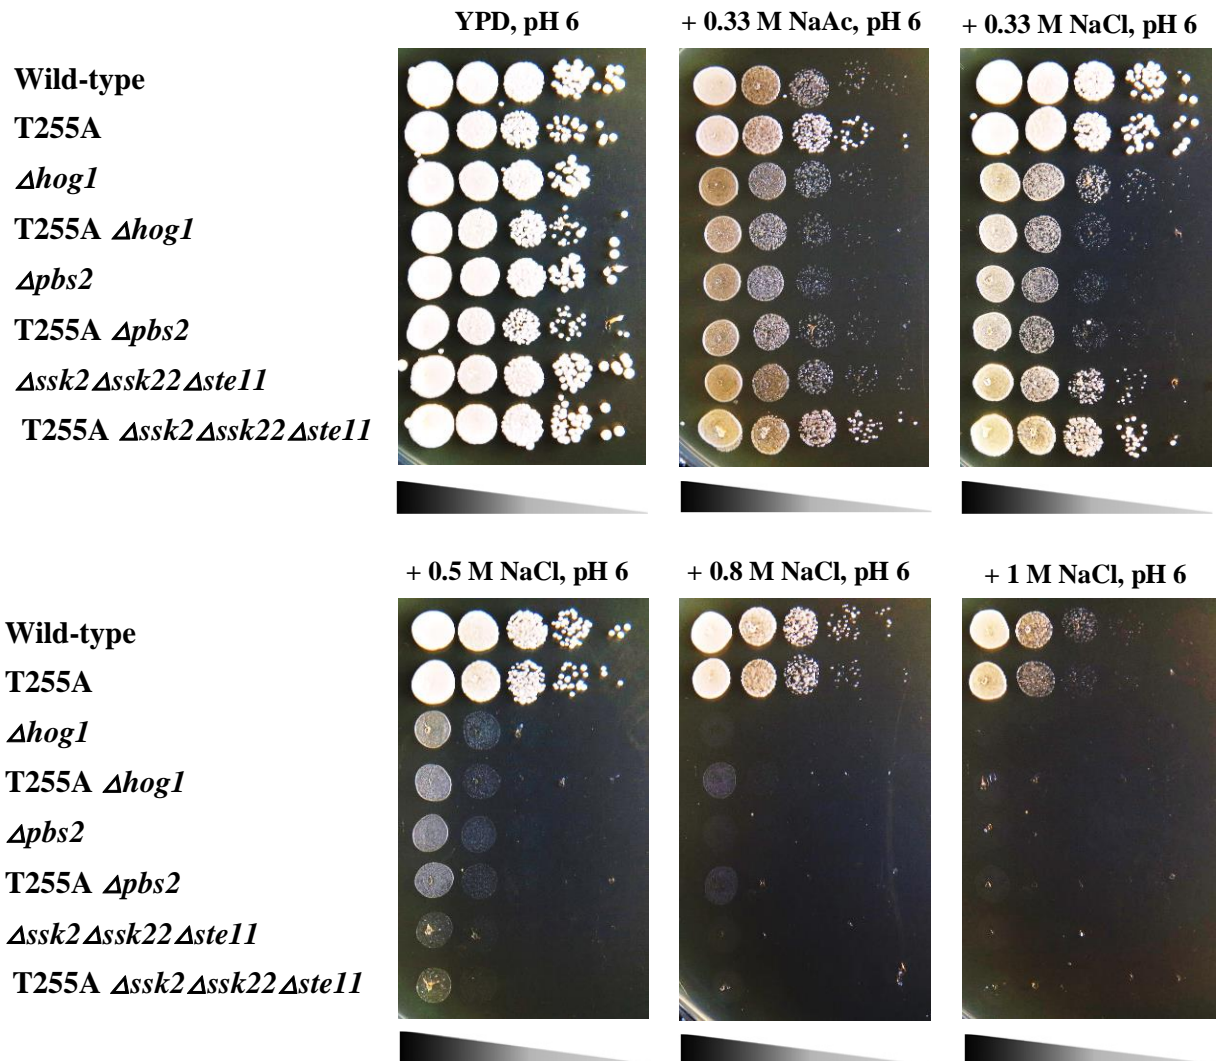 YPD, pH 6
+ 0.33 M NaAc, pH 6
+ 0.33 M NaCl, pH 6
Wild-type
T255A
Δhog1
T255A Δhog1
Δpbs2
T255A Δpbs2
Δssk2Δssk22Δste11
T255A Δssk2Δssk22Δste11
+ 0.5 M NaCl, pH 6
+ 0.8 M NaCl, pH 6
+ 1 M NaCl, pH 6
Wild-type
T255A
Δhog1
T255A Δhog1
Δpbs2
T255A Δpbs2
Δssk2Δssk22Δste11
T255A Δssk2Δssk22Δste11